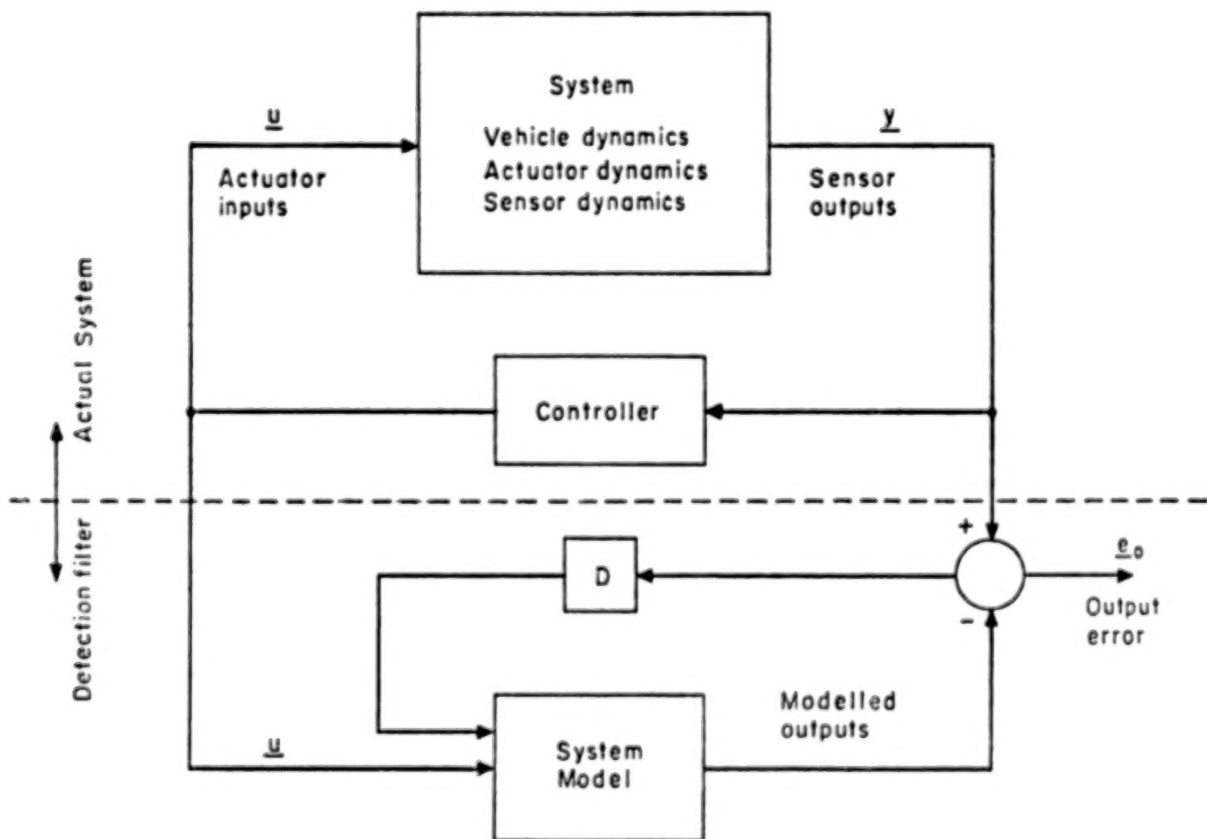 System
Vehicle dynamics
Actuator dynamics
Sensor dynamics
u
Actuator
inputs
y
Sensor
outputs
Actual System
Controller
Detection filter
D
+
-
e₀
Output
error
u
System
Model
Modelled
outputs